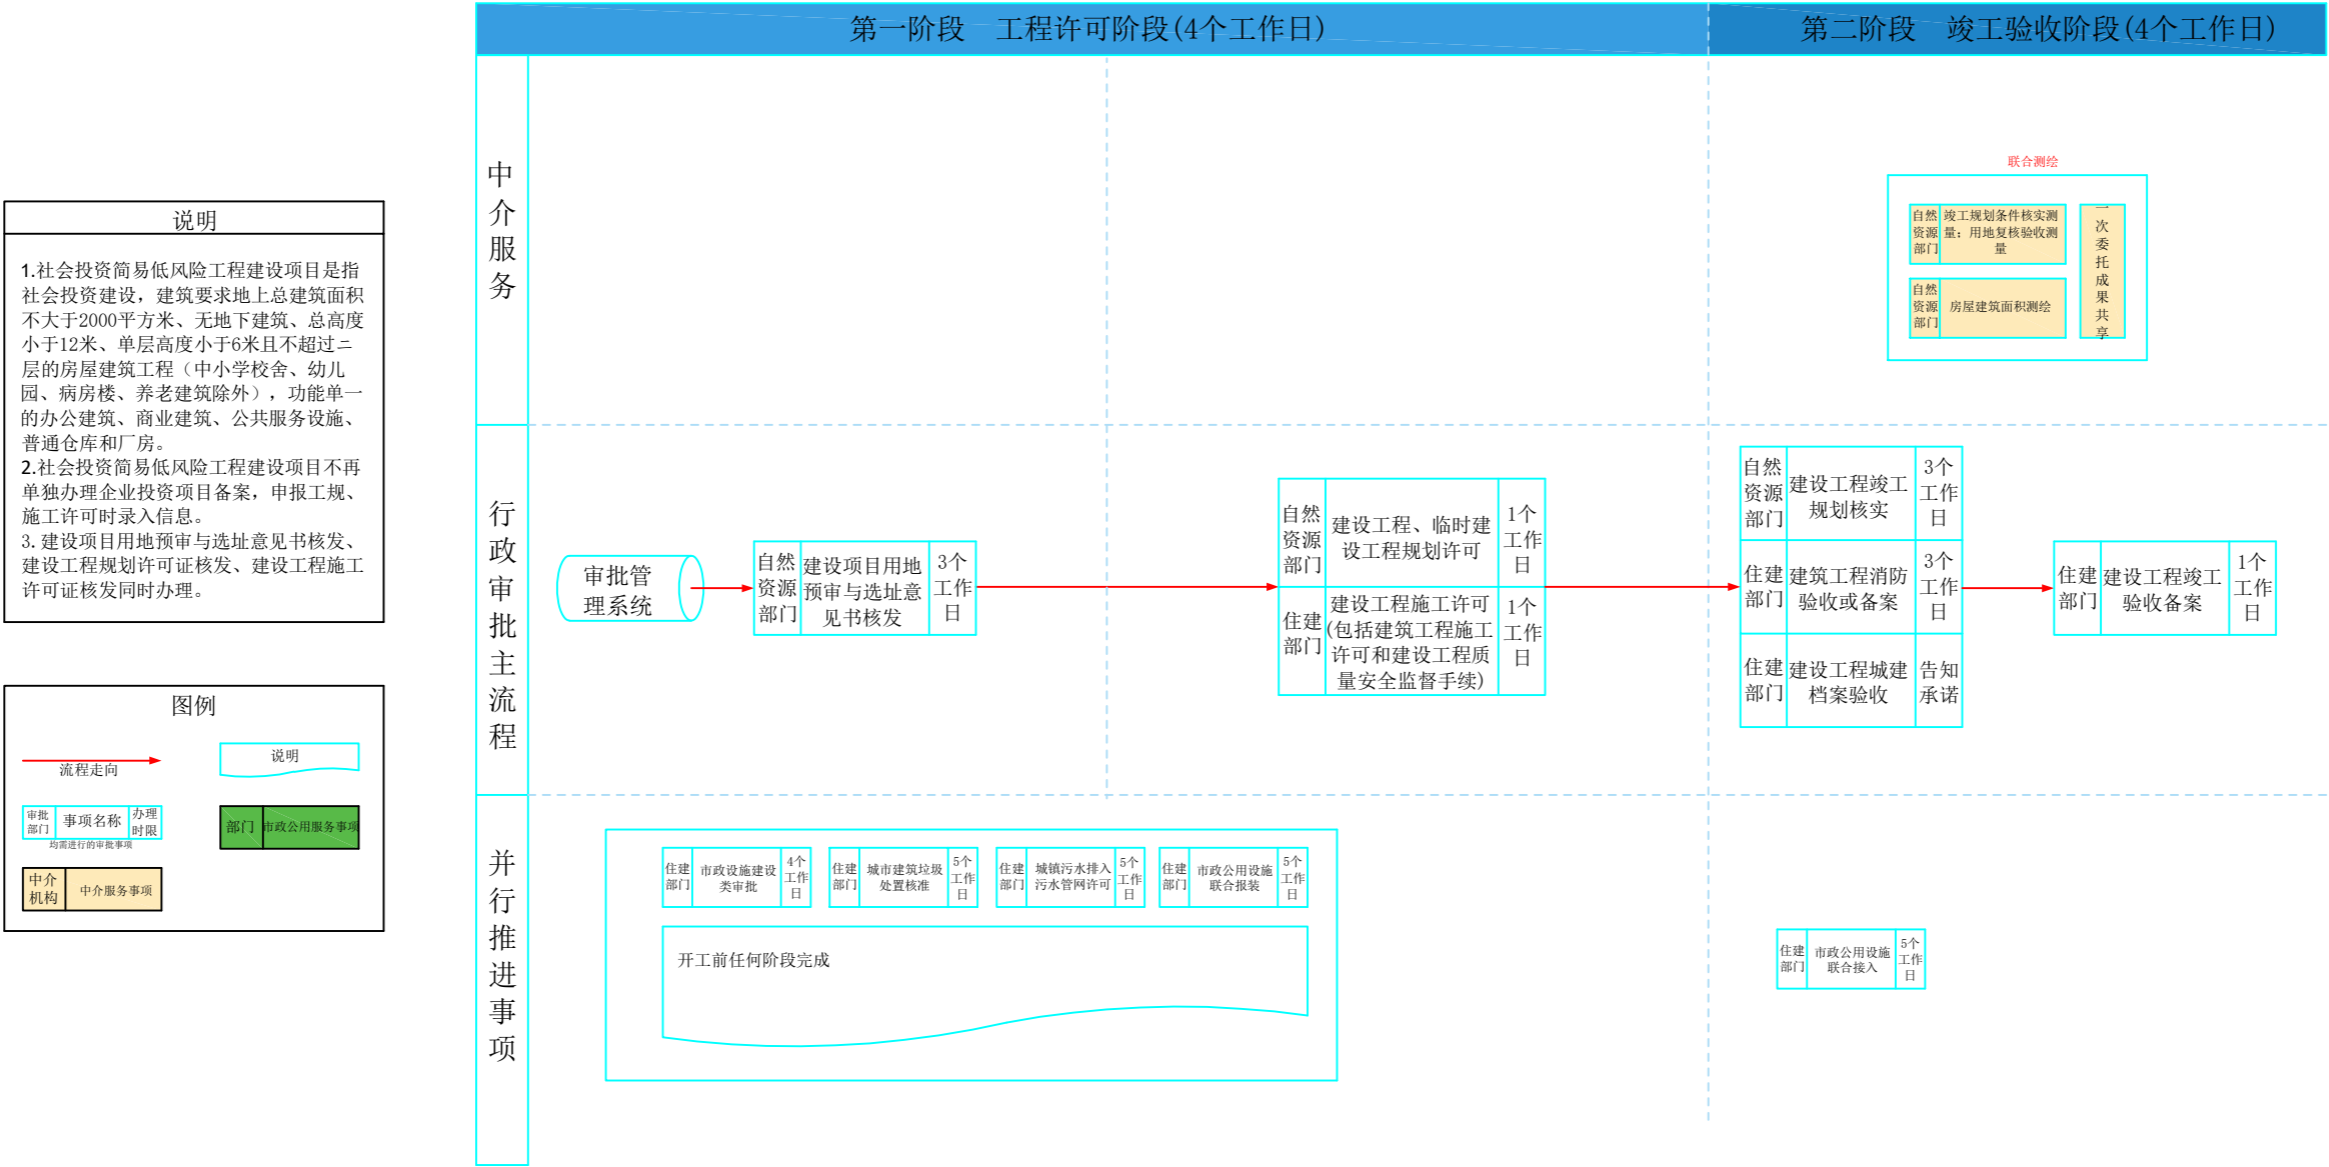 第一阶段 工程许可阶段(4个工作日)
第二阶段 竣工验收阶段(4个工作日)
说明
1.社会投资简易低风险工程建设项目是指
社会投资建设，建筑要求地上总建筑面积
不大于2000平方米、无地下建筑、总高度
小于12米、单层高度小于6米且不超过二
层的房屋建筑工程（中小学校舍、幼儿
园、病房楼、养老建筑除外），功能单一
的办公建筑、商业建筑、公共服务设施、
普通仓库和厂房。
2.社会投资简易低风险工程建设项目不再
单独办理企业投资项目备案，申报工规、
施工许可时录入信息。
3.建设项目用地预审与选址意见书核发、
建设工程规划许可证核发、建设工程施工
许可证核发同时办理。
图例
流程走向
说明
审批
部门
事项名称
办理
时限
均需进行的审批事项
部门
市政公用服务事项
中介
机构
中介服务事项
中
介
服
务
联合测绘
自然
资源
部门
竣工规划条件核实测
量；用地复核验收测
量
自然
资源
部门
房屋建筑面积测绘
一
次
委
托
成
果
共
享
行
政
审
批
主
流
程
审批管
理系统
自然
资源
部门
建设项目用地
预审与选址意
见书核发
3个
工作
日
自然
资源
部门
建设工程、临时建
设工程规划许可
1个
工作
日
住建
部门
建设工程施工许可
(包括建筑工程施工
许可和建设工程质
量安全监督手续)
1个
工作
日
自然
资源
部门
建设工程竣工
规划核实
3个
工作
日
住建
部门
建筑工程消防
验收或备案
3个
工作
日
住建
部门
建设工程城建
档案验收
告知
承诺
住建
部门
建设工程竣工
验收备案
1个
工作
日
并
行
推
进
事
项
住建
部门
市政设施建设
类审批
4个
工作
日
住建
部门
城市建筑垃圾
处置核准
5个
工作
日
住建
部门
城镇污水排入
污水管网许可
5个
工作
日
住建
部门
市政公用设施
联合报装
5个
工作
日
开工前任何阶段完成
住建
部门
市政公用设施
联合接入
5个
工作
日